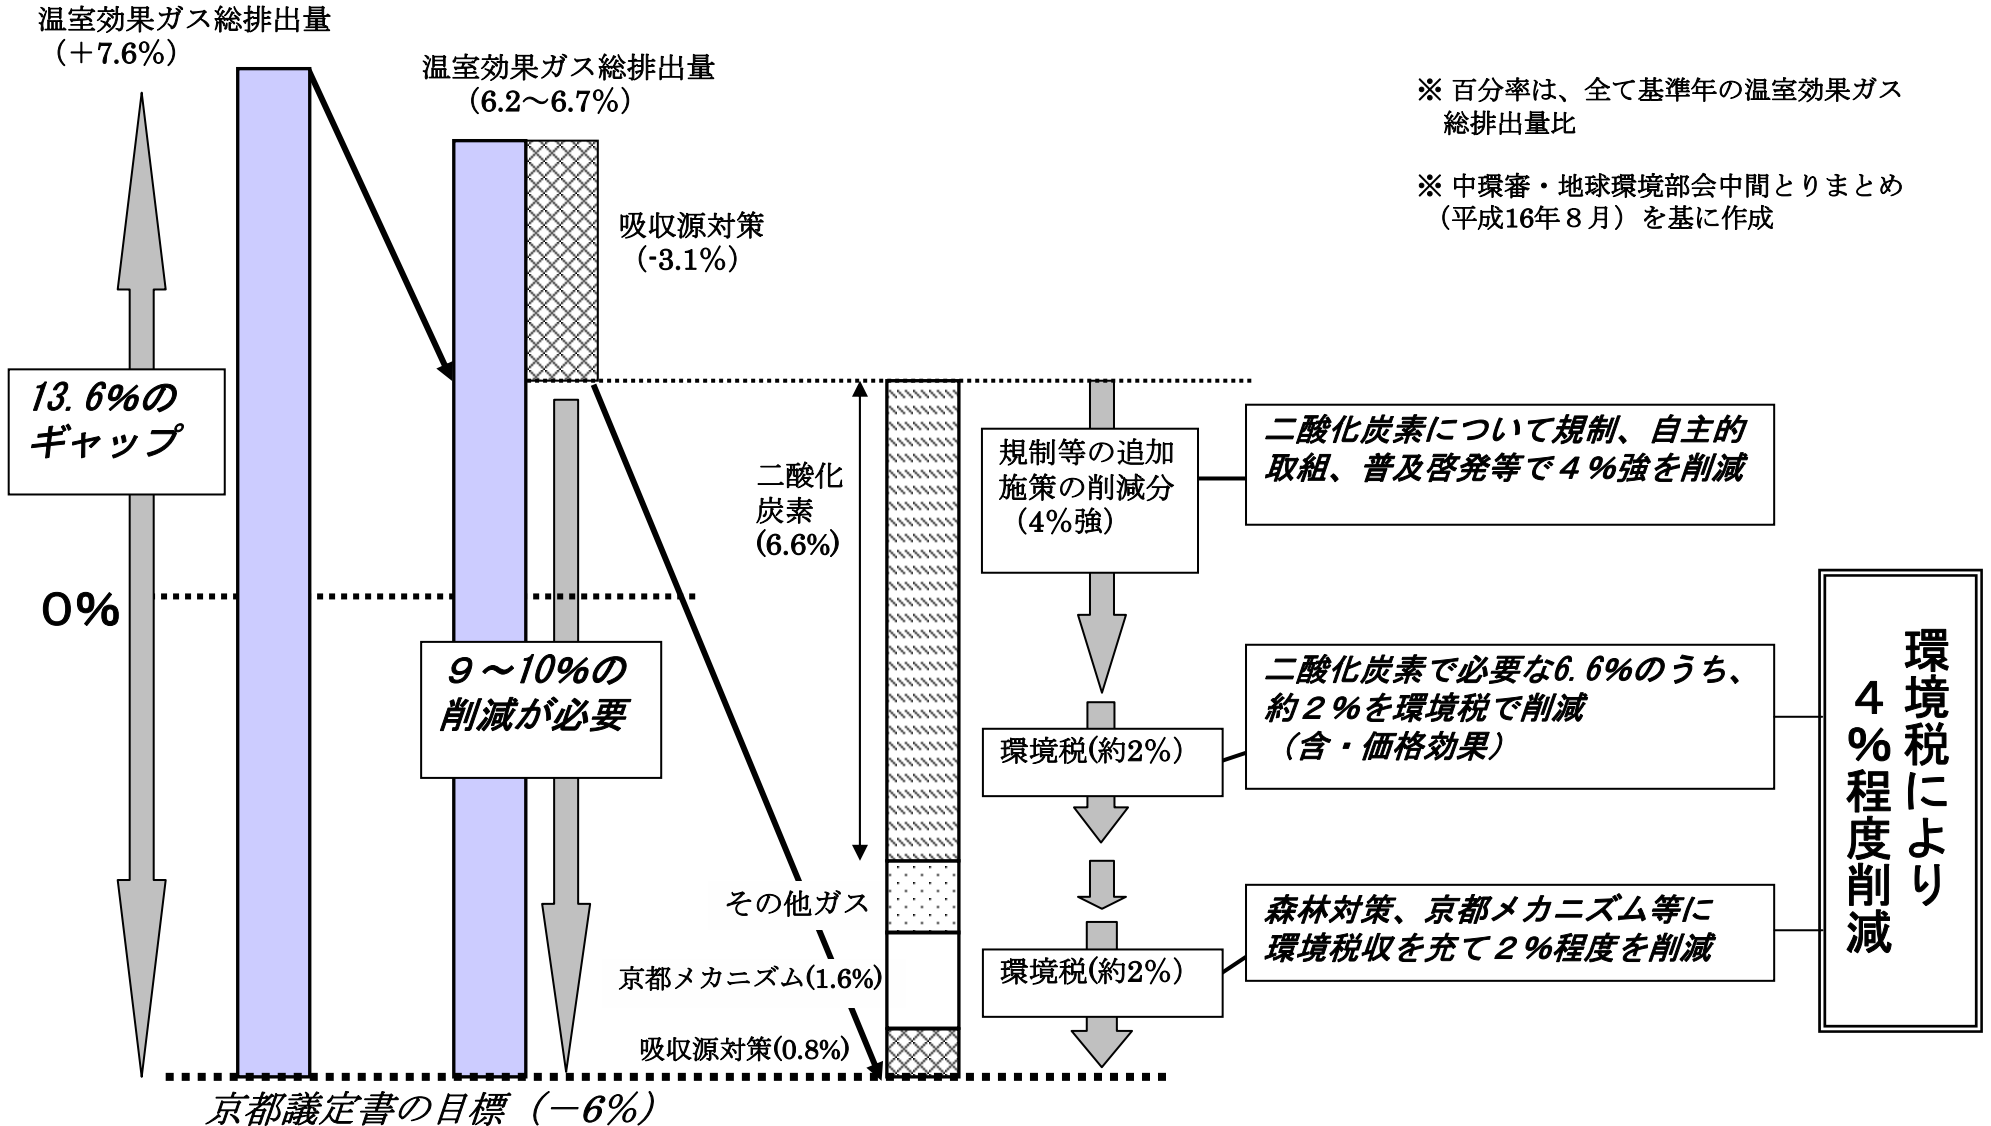 温室効果ガス総排出量
（＋7.6%）
温室効果ガス総排出量
（6.2～6.7%）
※ 百分率は、全て基準年の温室効果ガス
総排出量比
※ 中環審・地球環境部会中間とりまとめ
（平成16年８月）を基に作成
吸収源対策
（-3.1%）
13.6%の
ギャップ
0%
９～10%の
削減が必要
二酸化
炭素
(6.6%)
その他ガス
京都メカニズム(1.6%)
吸収源対策(0.8%)
京都議定書の目標（－6%）
規制等の追加
施策の削減分
（4%強）
環境税(約2%）
環境税(約2%）
二酸化炭素について規制、自主的
取組、普及啓発等で４%強を削減
二酸化炭素で必要な6.6%のうち、
約２%を環境税で削減
（含・価格効果）
森林対策、京都メカニズム等に
環境税収を充て２%程度を削減
環境税により
４%程度削減